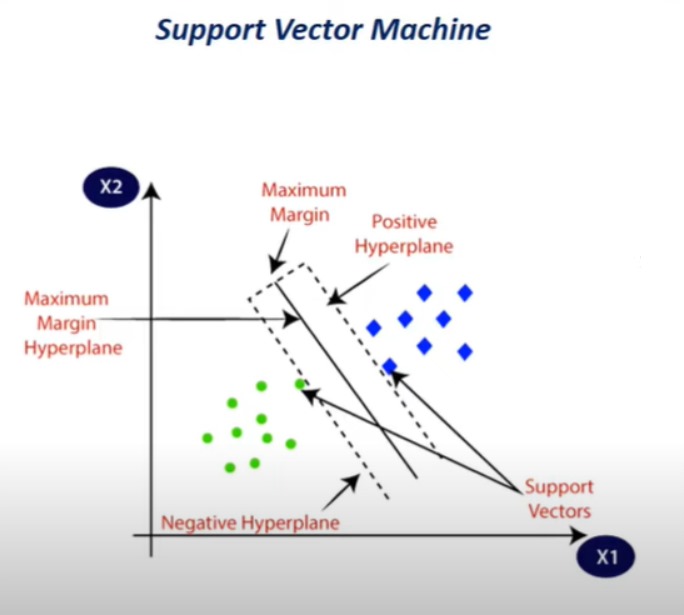 Support Vector Machine
X2
Maximum
Margin
Positive
Hyperplane
Maximum
Margin
Hyperplane
Support
Vectors
Negative Hyperplane
X1